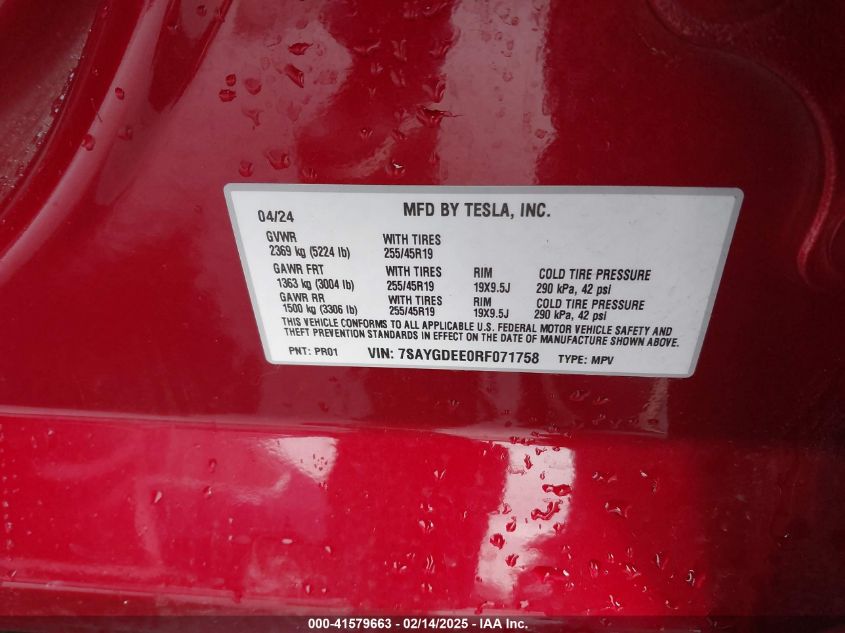 04/24 MFD BY TESLA, INC.
GVWR WITH TIRES
2369 kg (5224 lb) 255/45R19
GAWR FRT WITH TIRES RIM COLD TIRE PRESSURE
1363 kg (3004 lb) 255/45R19 19X9.5J 290 kPa, 42 psi
GAWR RR WITH TIRES RIM COLD TIRE PRESSURE
1500 kg (3306 lb) 255/45R19 19X9.5J 290 kPa, 42 psi
THIS VEHICLE CONFORMS TO ALL APPLICABLE U.S. FEDERAL MOTOR VEHICLE SAFETY AND
THEFT PREVENTION STANDARDS IN EFFECT ON THE DATE OF MANUFACTURE SHOWN ABOVE.
PNT: PR01 VIN: 7SAYGDEE0RF071758 TYPE: MPV
000-41579663 - 02/14/2025 - IAA Inc.